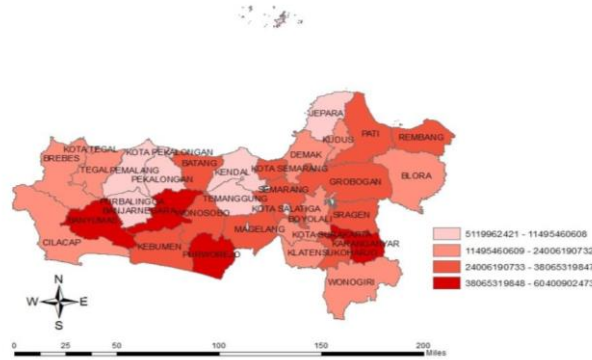 JEPARA
KUDUS
PATI
REMBANG
KOTA TEGAL
KOTA PEKALONGAN
BREBES
TEGAL
PEMALANG
PEKALONGAN
BATANG
KENDAL
KOTA SEMARANG
DEMAK
GROBOGAN
BLORA
SEMARANG
TEMANGGUNG
PURBALINGGA
BANJARNEGARA
WONOSOBO
KOTA SALATIGA
BOYOLALI
SRAGEN
BANYUMAS
MAGELANG
KOTA SURAKARTA
KARANGANYAR
CILACAP
KEBUMEN
PURWOREJO
KLATEN
SUKOHARJO
WONOGIRI
5119962421 - 11495460608
11495460609 - 24006190732
24006190733 - 38065319847
38065319848 - 60400902473
N
W
E
S
0
50
100
150
200
Miles